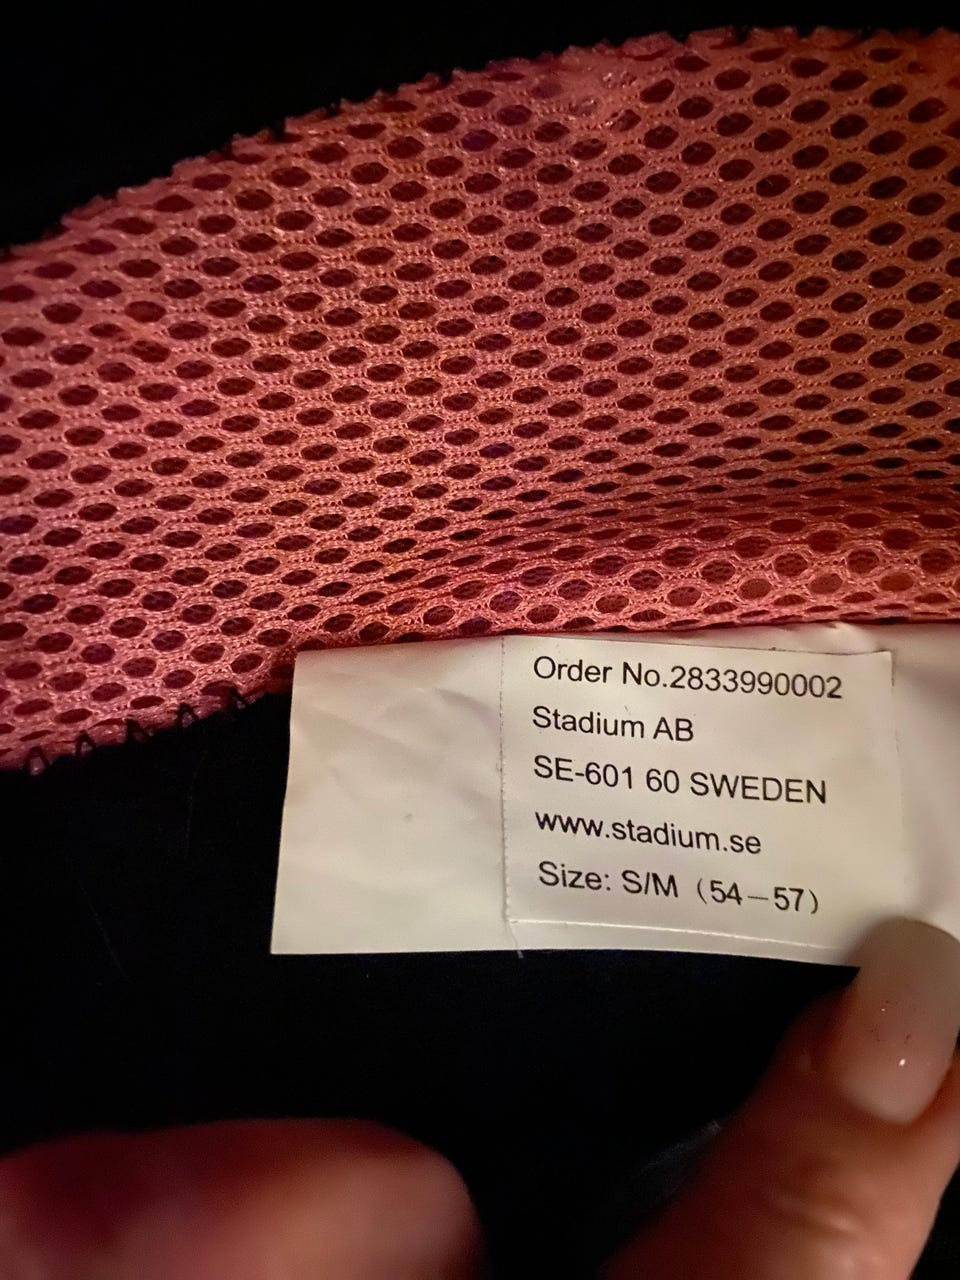 Order No.2833990002
Stadium AB
SE-601 60 SWEDEN
www.stadium.se
Size: S/M (54—57)